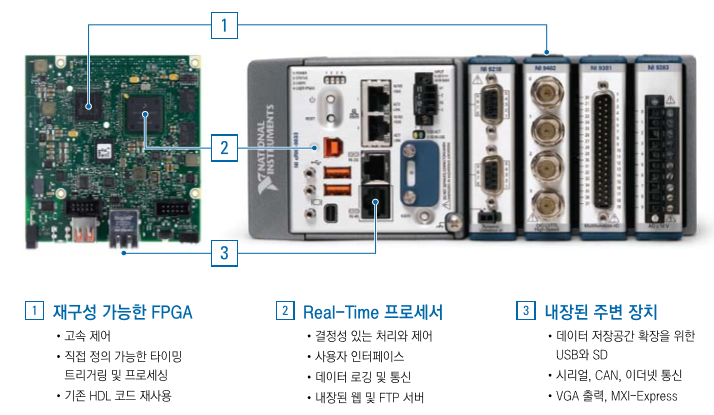 1
2
3
NATIONAL INSTRUMENTS
NI 9402
NI 9381
1 재구성 가능한 FPGA
• 고속 제어
• 직접 정의 가능한 타이밍
트리거링 및 프로세싱
• 기존 HDL 코드 재사용
2 Real-Time 프로세서
• 결정성 있는 처리와 제어
• 사용자 인터페이스
• 데이터 로깅 및 통신
• 내장된 웹 및 FTP 서버
3 내장된 주변 장치
• 데이터 저장공간 확장을 위한
USB와 SD
• 시리얼, CAN, 이더넷 통신
• VGA 출력, MXI-Express